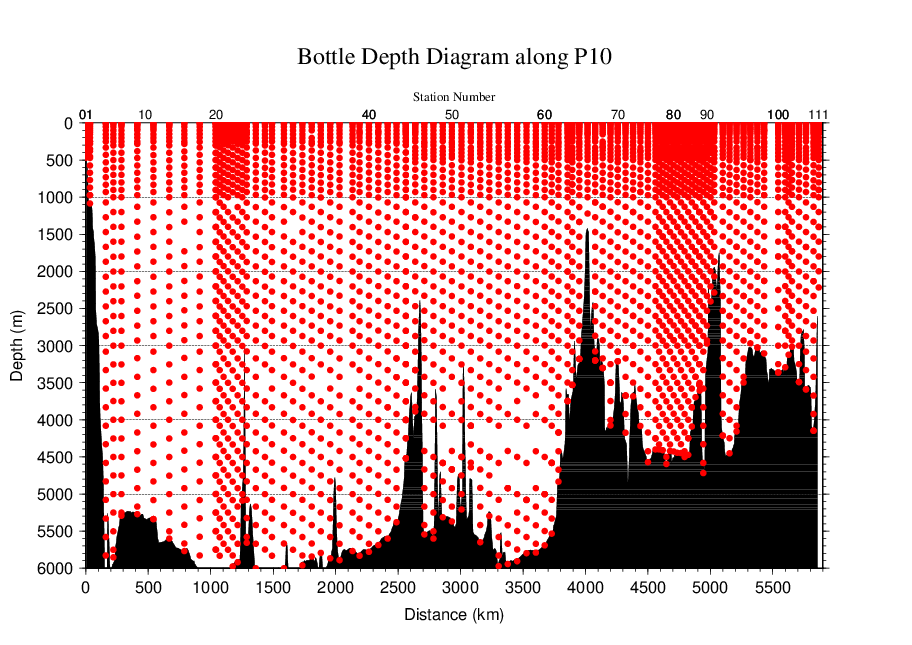 Bottle Depth Diagram along P10
Station Number
01 10 20 40 50 60 70 80 90 100 111
0
500
1000
1500
2000
2500
3000
3500
4000
4500
5000
5500
6000
Depth (m)
0 500 1000 1500 2000 2500 3000 3500 4000 4500 5000 5500
Distance (km)